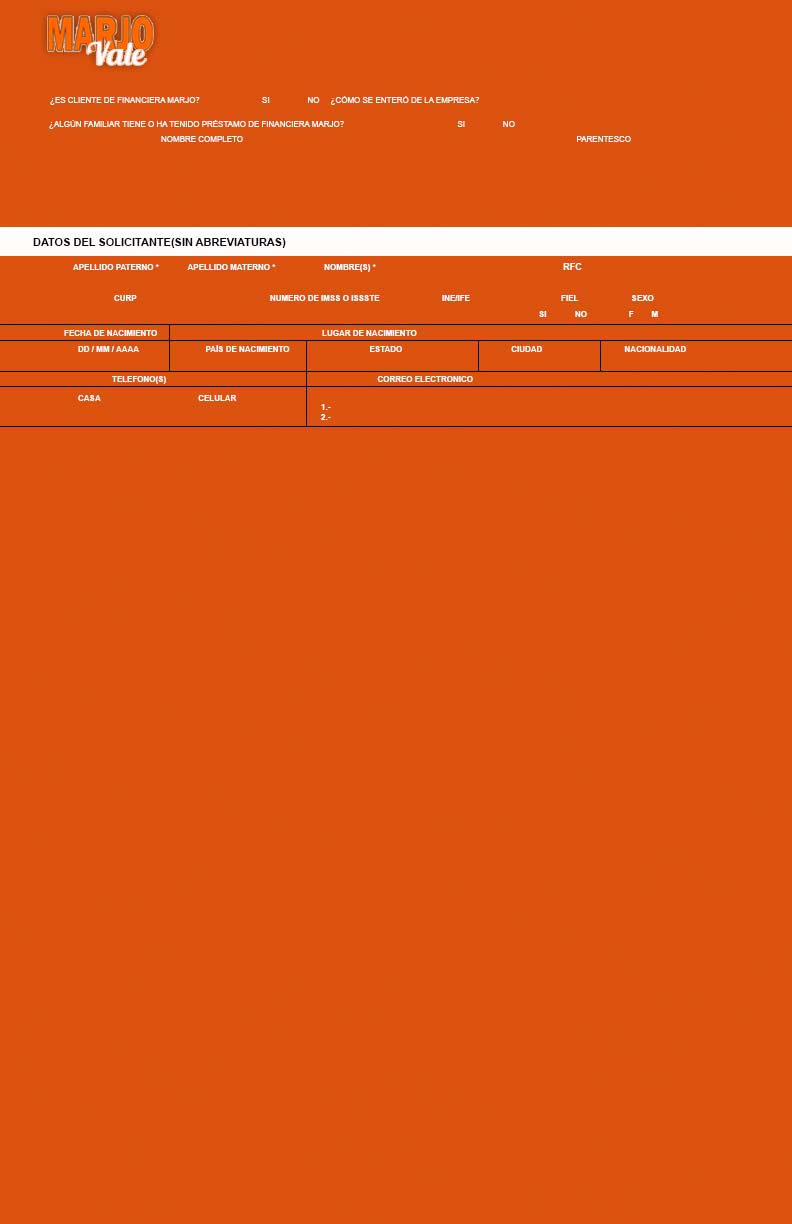 MARJO
Vale
¿ES CLIENTE DE FINANCIERA MARJO? SI NO ¿CÓMO SE ENTERÓ DE LA EMPRESA?
¿ALGÚN FAMILIAR TIENE O HA TENIDO PRÉSTAMO DE FINANCIERA MARJO? SI NO
NOMBRE COMPLETO PARENTESCO
DATOS DEL SOLICITANTE(SIN ABREVIATURAS)
APELLIDO PATERNO * APELLIDO MATERNO * NOMBRE(S) * RFC
CURP NUMERO DE IMSS O ISSSTE INE/IFE FIEL SEXO
SI NO F M
FECHA DE NACIMIENTO LUGAR DE NACIMIENTO
DD / MM / AAAA PAÍS DE NACIMIENTO ESTADO CIUDAD NACIONALIDAD
TELEFONO(S) CORREO ELECTRONICO
CASA CELULAR
1.-
2.-